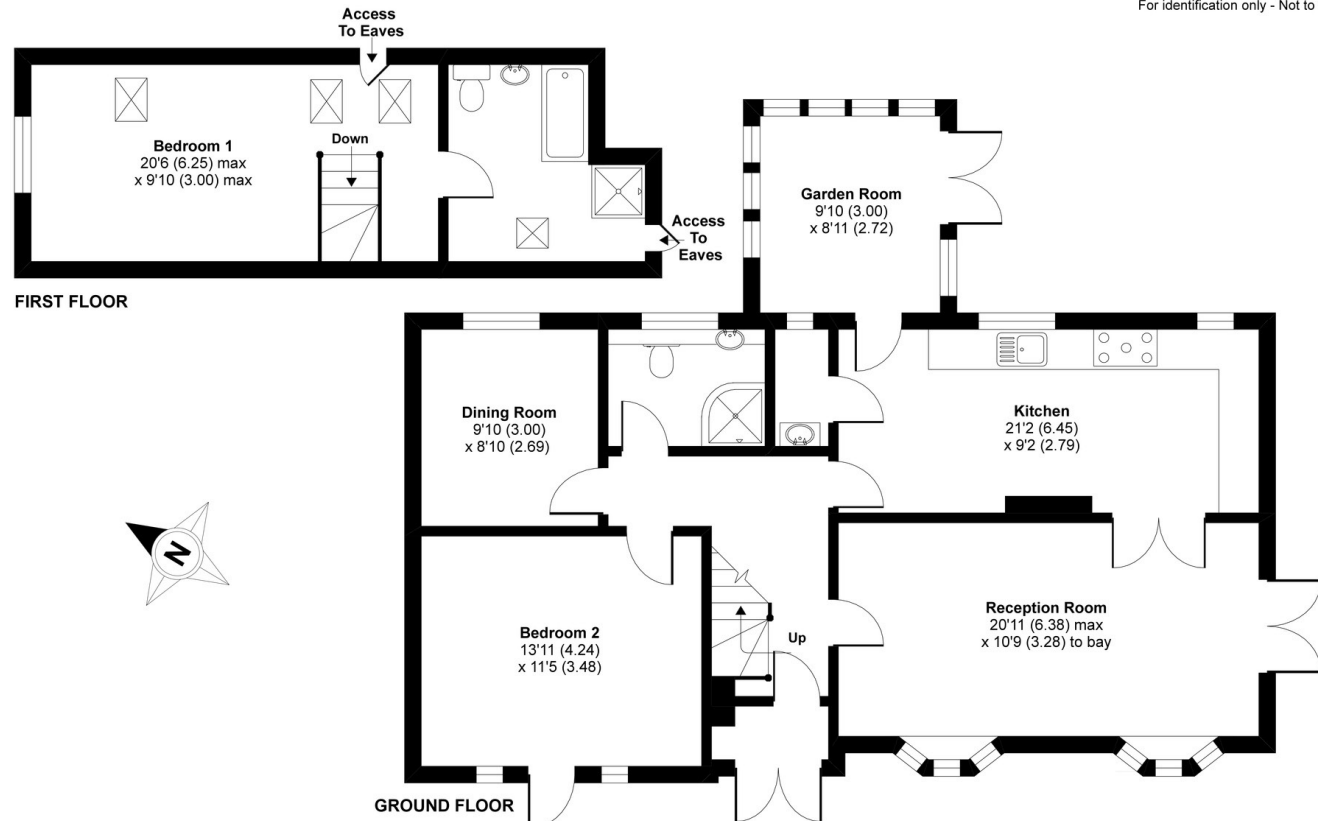 For identification only - Not to
Access
To Eaves
Bedroom 1
20'6 (6.25) max
x 9'10 (3.00) max
Down
Access
To
Eaves
FIRST FLOOR
Garden Room
9'10 (3.00)
x 8'11 (2.72)
Dining Room
9'10 (3.00)
x 8'10 (2.69)
Kitchen
21'2 (6.45)
x 9'2 (2.79)
N
Bedroom 2
13'11 (4.24)
x 11'5 (3.48)
Up
Reception Room
20'11 (6.38) max
x 10'9 (3.28) to bay
GROUND FLOOR